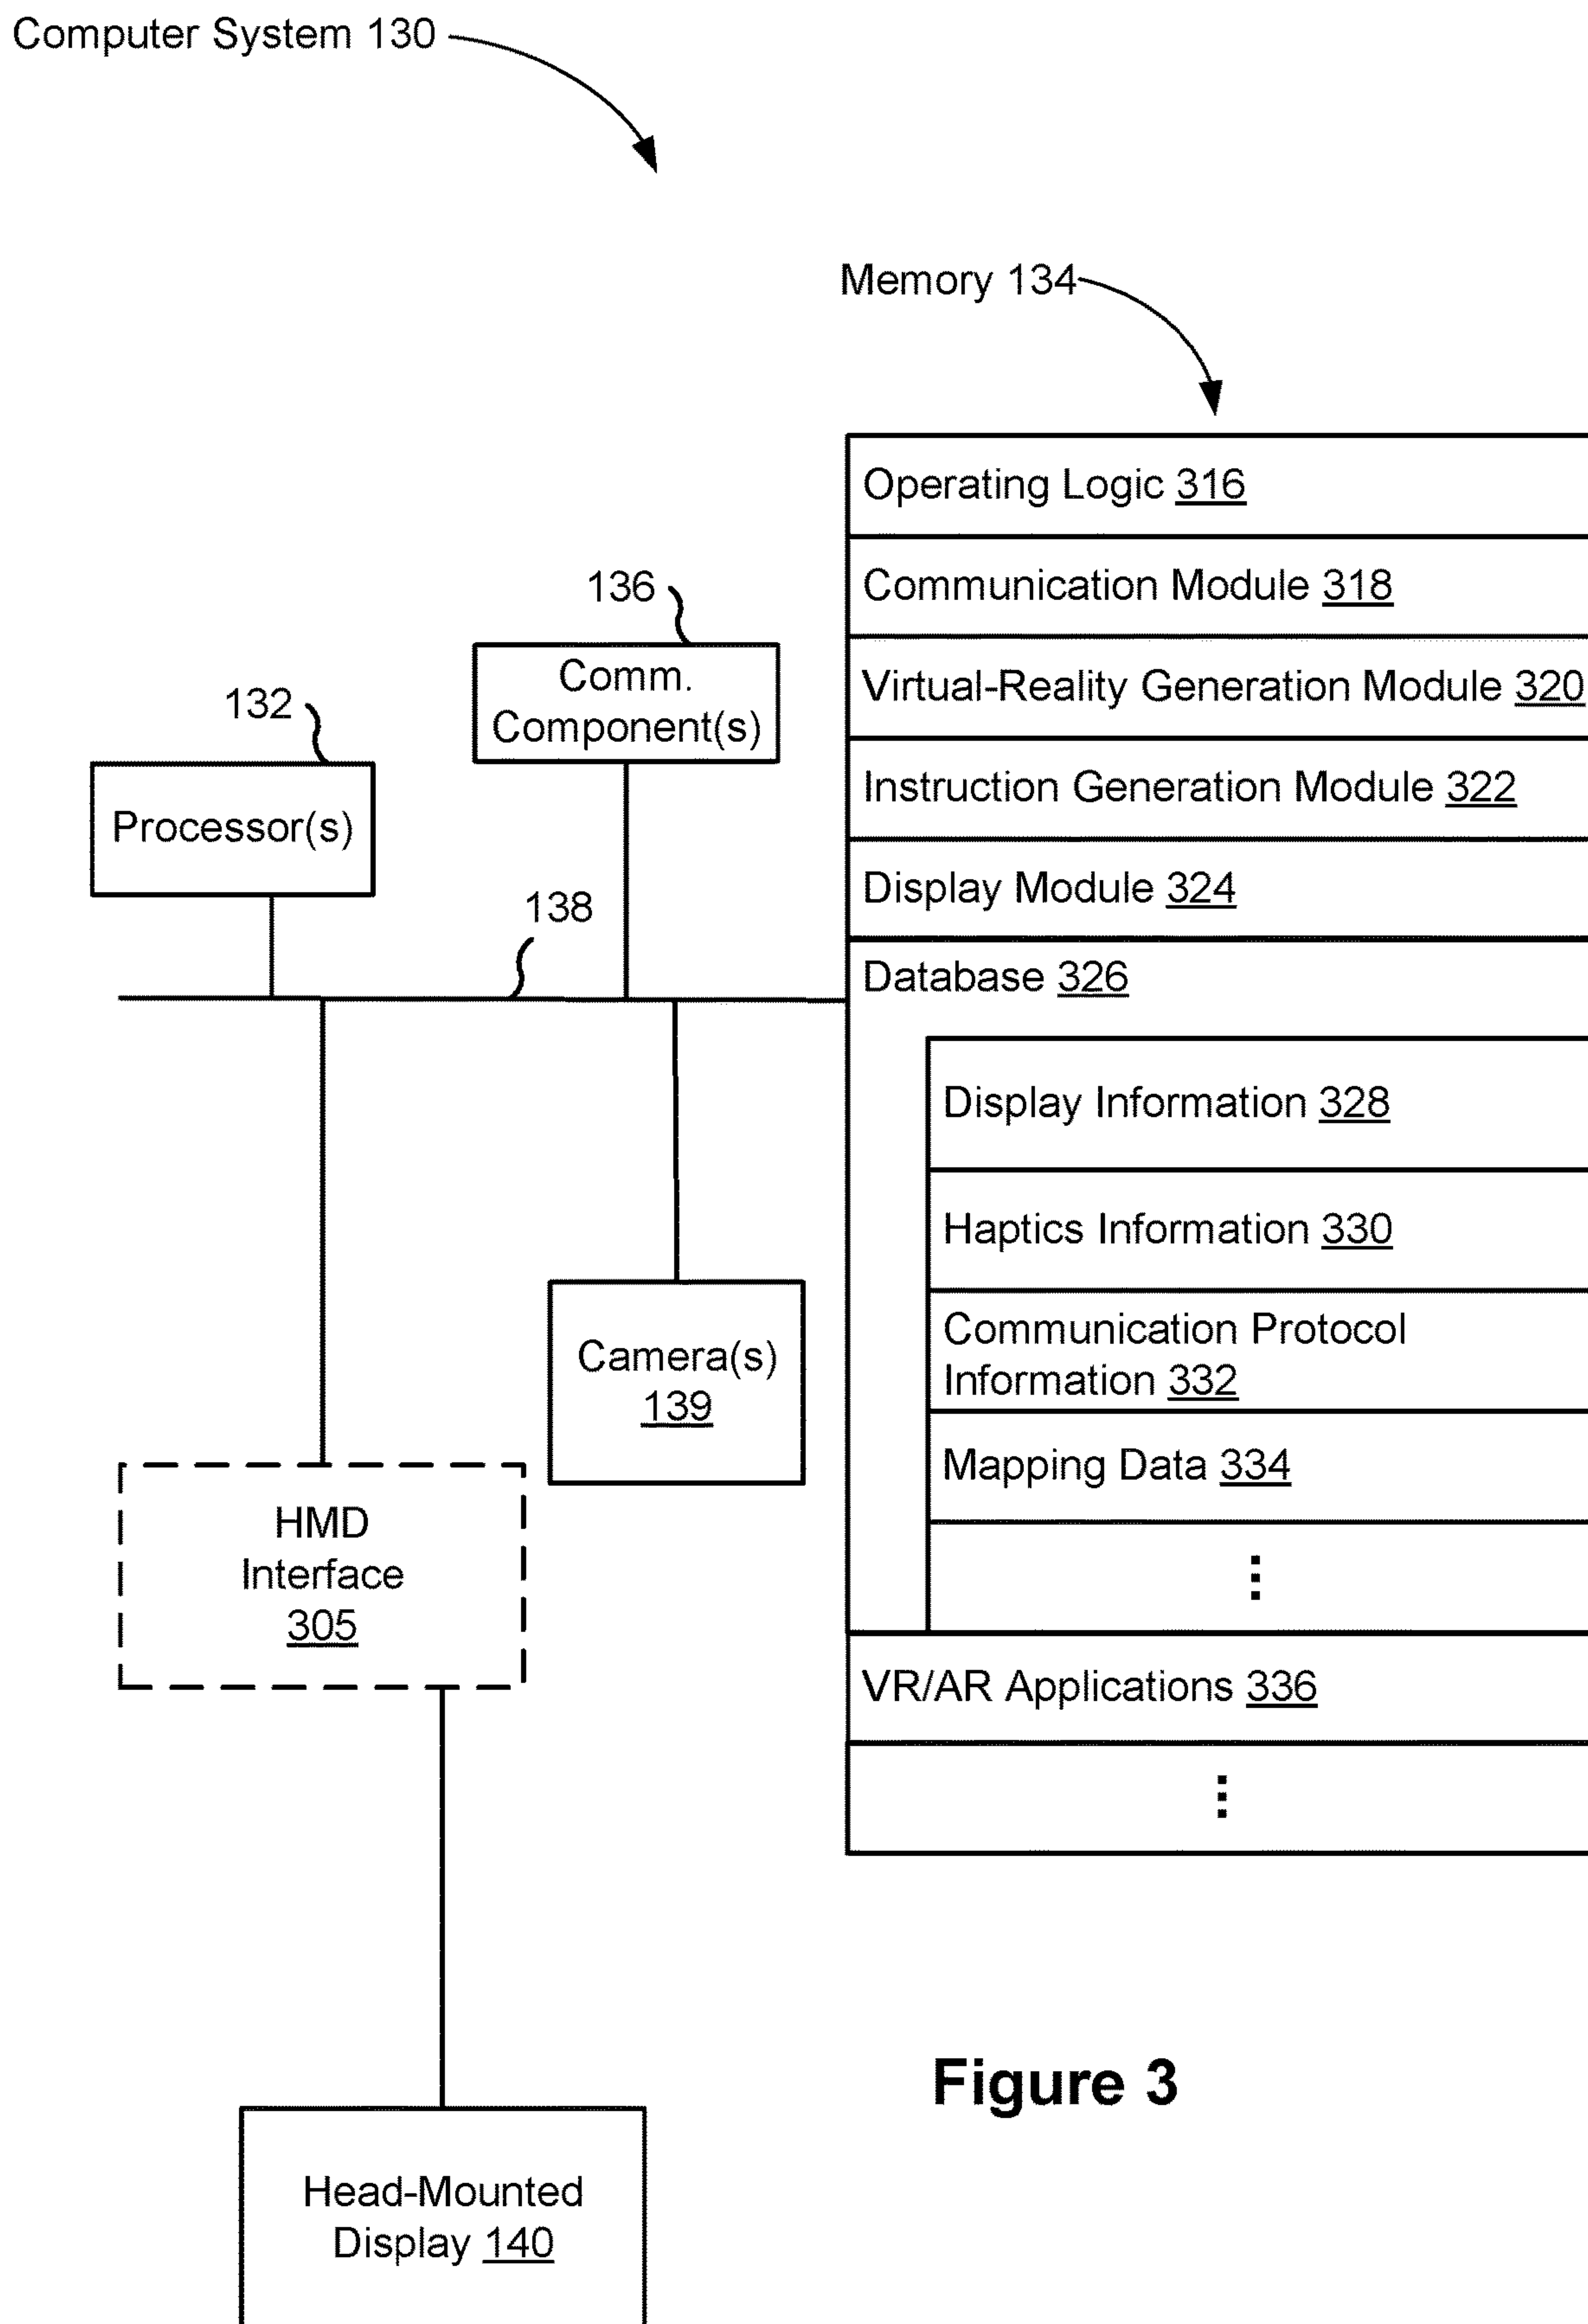 Computer System 130
Memory 134
Operating Logic 316
Communication Module 318
Virtual-Reality Generation Module 320
Instruction Generation Module 322
Display Module 324
Database 326
Display Information 328
Haptics Information 330
Communication Protocol
Information 332
Mapping Data 334
⋮
VR/AR Applications 336
⋮
136
Comm.
Component(s)
132
Processor(s)
138
Camera(s)
139
HMD
Interface
305
Head-Mounted
Display 140
Figure 3